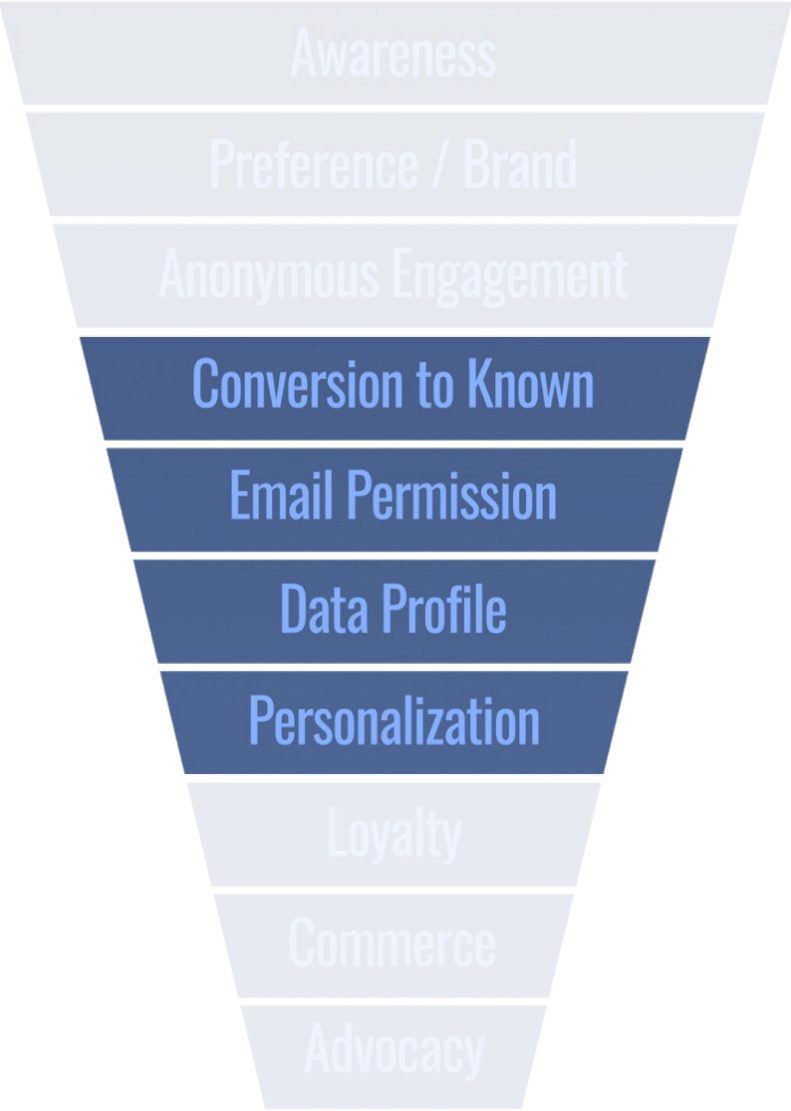 Awareness
Preference / Brand
Anonymous Engagement
Conversion to Known
Email Permission
Data Profile
Personalization
Loyalty
Commerce
Advocacy